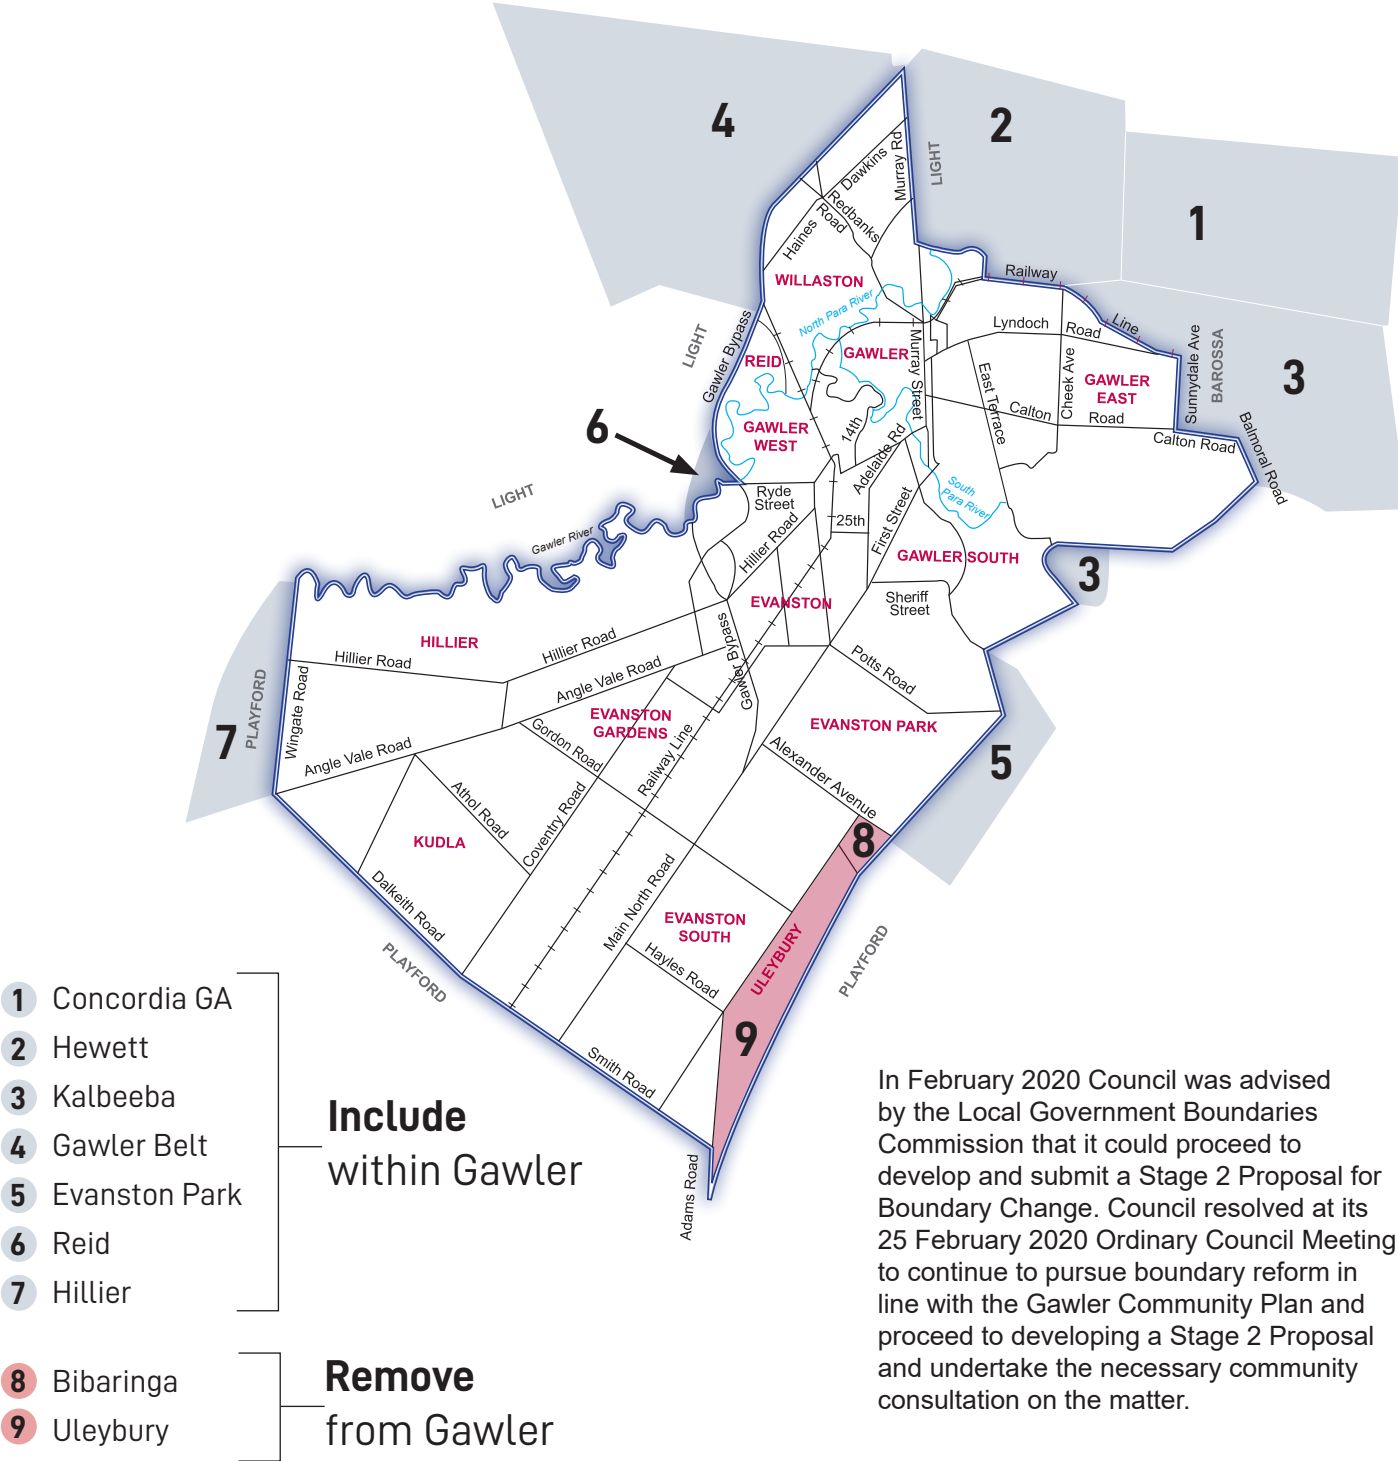 4
2
1
3
LIGHT
Murray Rd
Dawkins
Road
Redbanks
Haines
WILLASTON
North Para River
Railway
Line
Lyndoch
Road
LIGHT
Gawler Bypass
REID
GAWLER
Murray Street
East Terrace
Cheek Ave
GAWLER
EAST
Sunnydale Ave
BAROSSA
Calton
Road
Calton Road
Balmoral Road
6
GAWLER
WEST
14th
Adelaide Rd
LIGHT
Gawler River
Ryde
Street
25th
First Street
South
Para River
Hillier Road
GAWLER SOUTH
3
EVANSTON
Sheriff
Street
HILLIER
Hillier Road
Hillier Road
Gawler Bypass
Potts Road
Angle Vale Road
PLAYFORD
Wingate Road
7
EVANSTON
GARDENS
EVANSTON PARK
Gordon Road
Railway Line
Angle Vale Road
Alexander Avenue
5
Athol Road
Coventry Road
KUDLA
8
Main North Road
Dalkeith Road
EVANSTON
SOUTH
ULEYBURY
PLAYFORD
Hayles Road
PLAYFORD
9
Smith Road
Adams Road
1 Concordia GA
2 Hewett
3 Kalbeeba
4 Gawler Belt
5 Evanston Park
6 Reid
7 Hillier
Include
within Gawler
8 Bibaringa
9 Uleybury
Remove
from Gawler
In February 2020 Council was advised
by the Local Government Boundaries
Commission that it could proceed to
develop and submit a Stage 2 Proposal for
Boundary Change. Council resolved at its
25 February 2020 Ordinary Council Meeting
to continue to pursue boundary reform in
line with the Gawler Community Plan and
proceed to developing a Stage 2 Proposal
and undertake the necessary community
consultation on the matter.